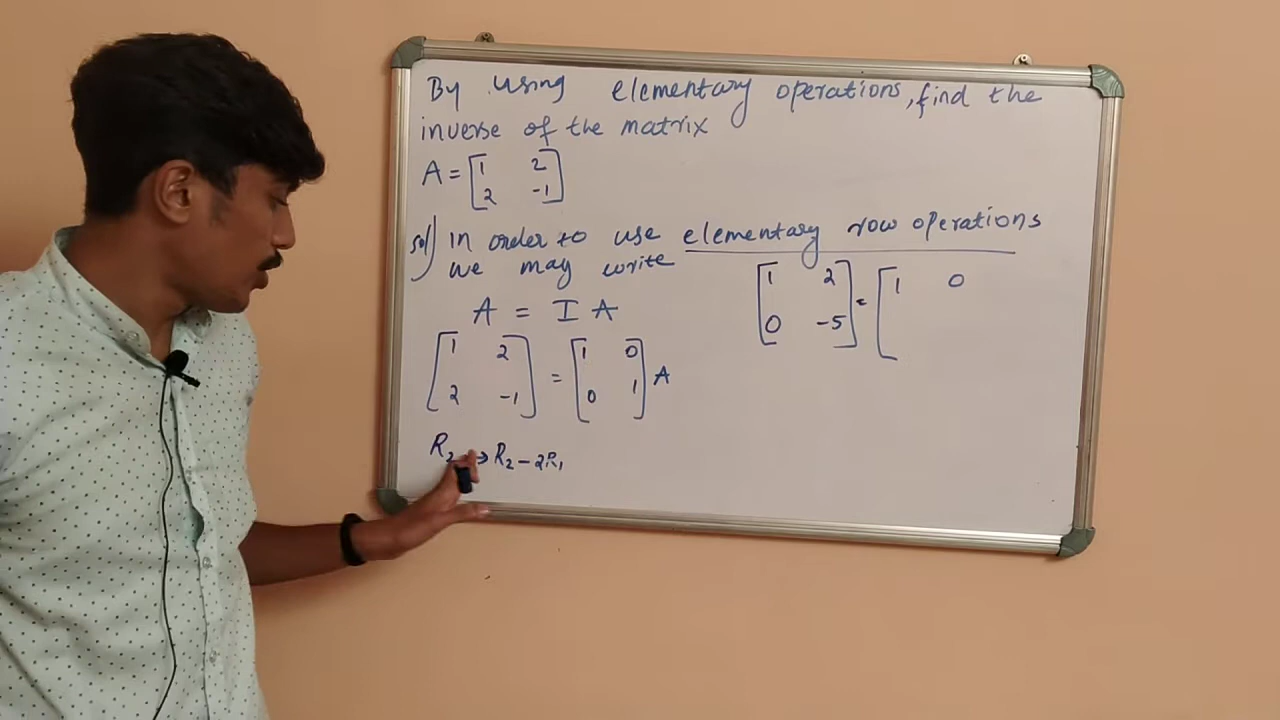 By using elementary operations, find the
inverse of the matrix
A = [1 2
2 -1]
sol) in order to use elementary row operations
we may write
A = I A
[1 2
2 -1] = [1 0
0 1] A
R2 → R2 - 2R1
[1 2
0 -5] = [1 0